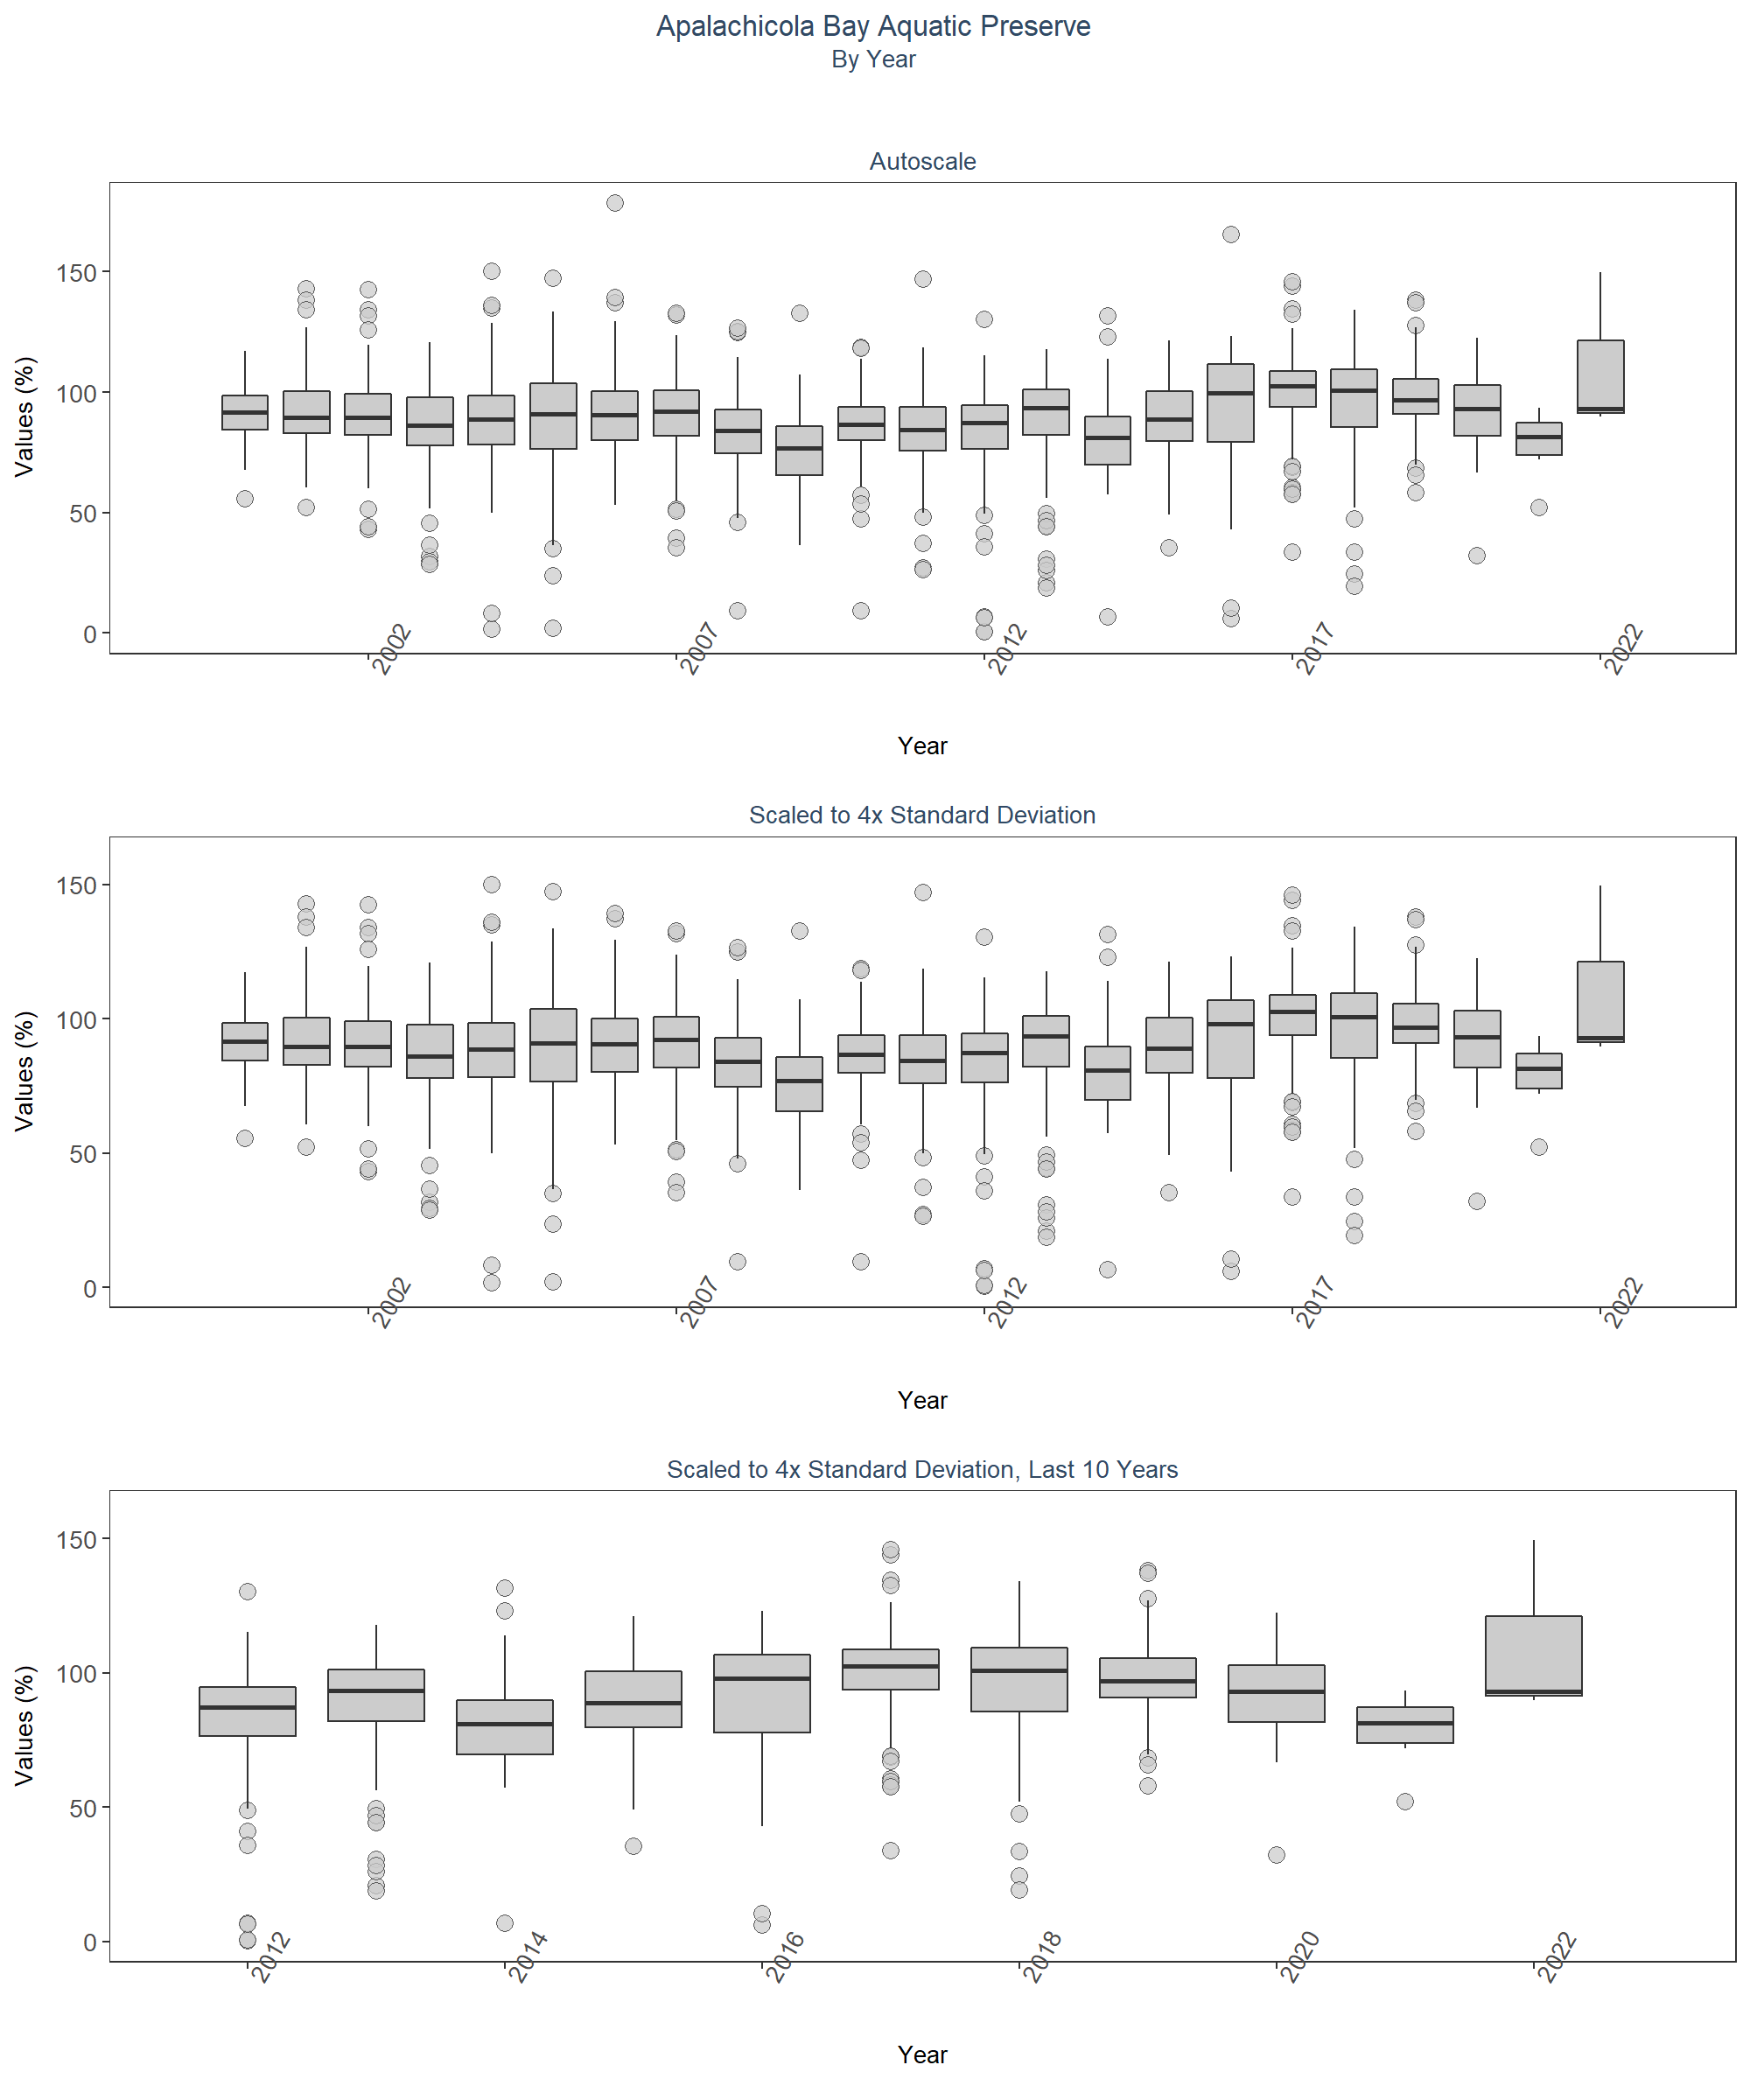 Apalachicola Bay Aquatic Preserve
By Year
Autoscale
Values (%)
150
100
50
0
2002 2007 2012 2017 2022
Year
Scaled to 4x Standard Deviation
Values (%)
150
100
50
0
2002 2007 2012 2017 2022
Year
Scaled to 4x Standard Deviation, Last 10 Years
Values (%)
150
100
50
0
2012 2014 2016 2018 2020 2022
Year